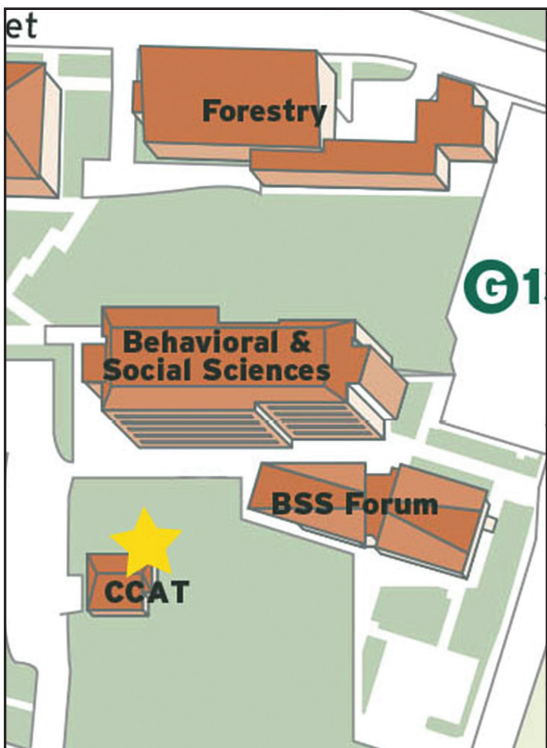 et
Forestry
G1
Behavioral &
Social Sciences
BSS Forum
CCAT